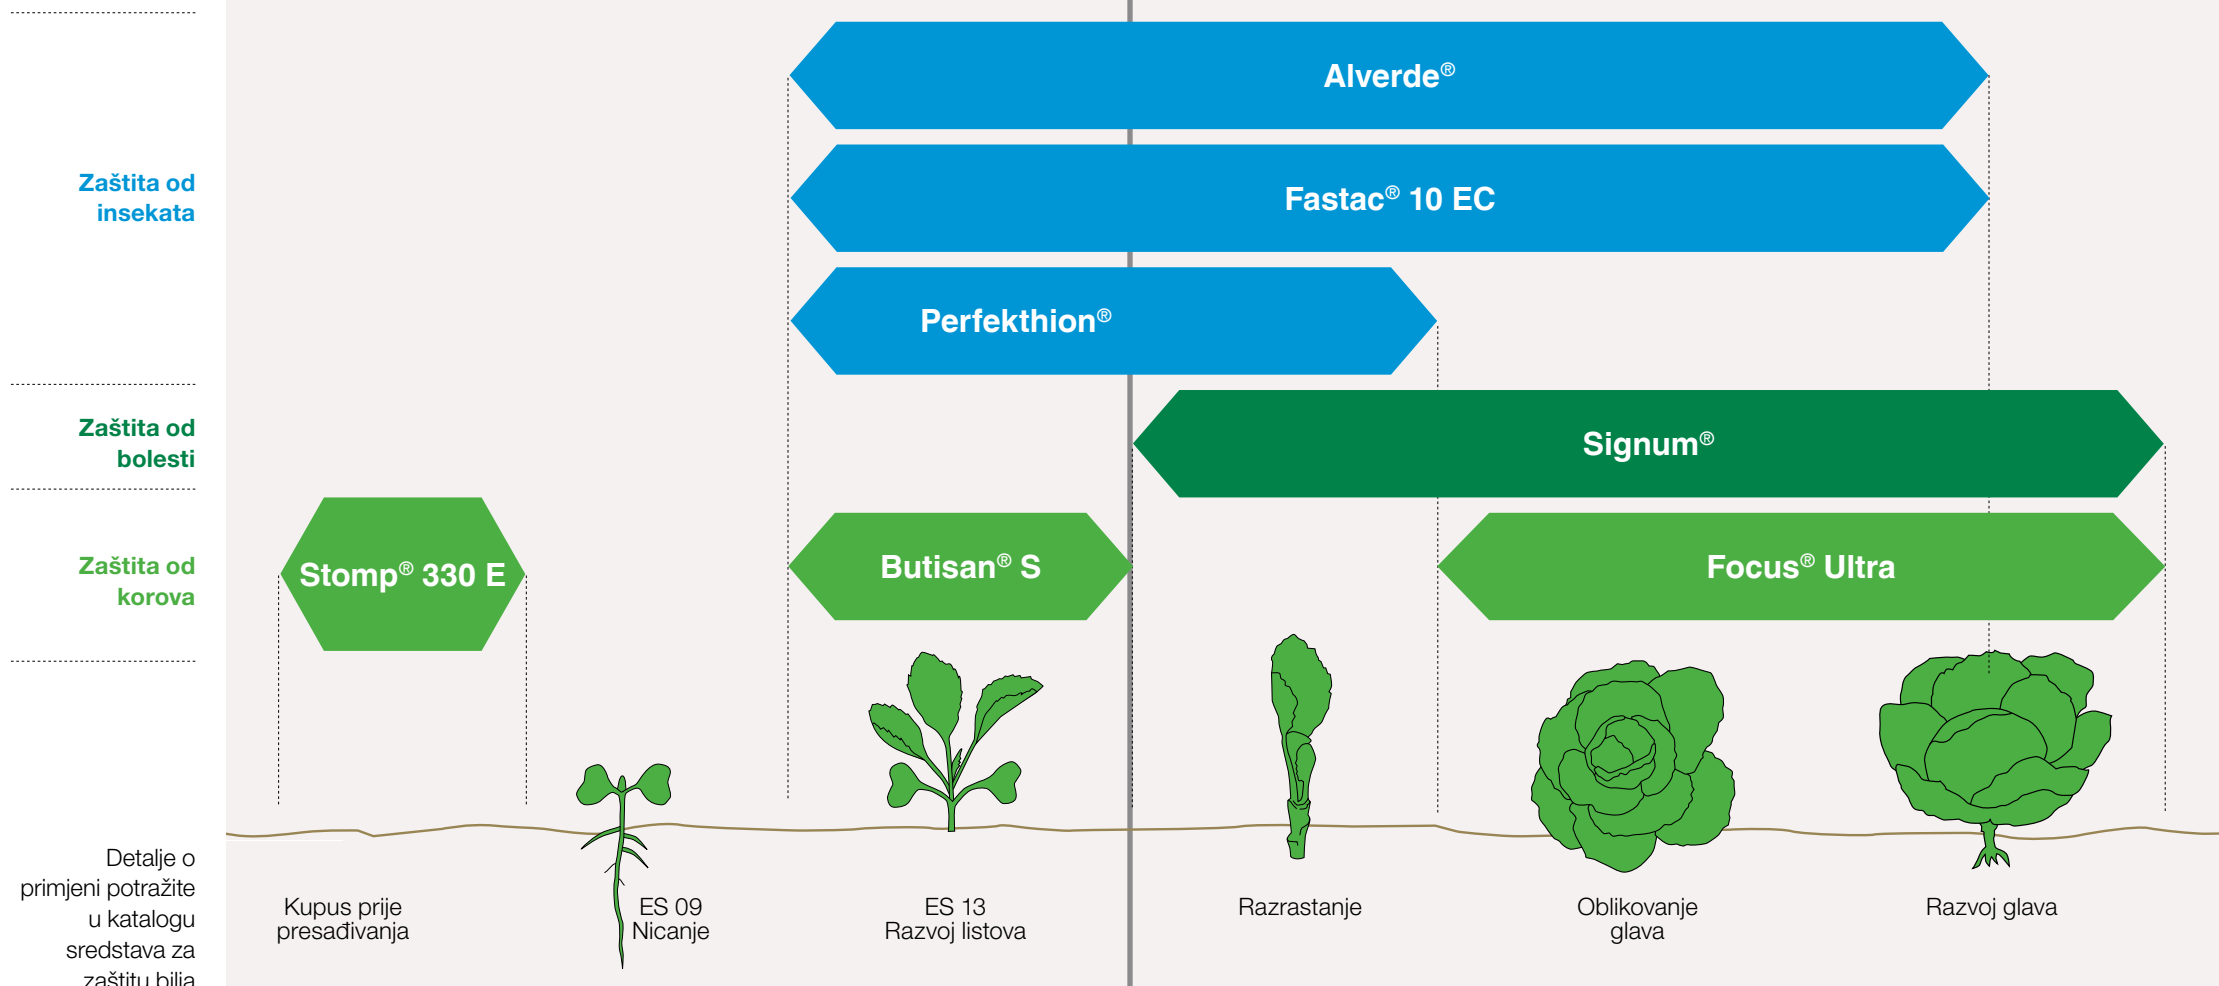 Alverde®
Fastac® 10 EC
Zaštita od
insekata
Perfekthion®
Zaštita od
bolesti
Signum®
Zaštita od
korova
Stomp® 330 E
Butisan® S
Focus® Ultra
Detalje o
primjeni potražite
u katalogu
sredstava za
zaštitu bilja
Kupus prije
presađivanja
ES 09
Nicanje
ES 13
Razvoj listova
Razrastanje
Oblikovanje
glava
Razvoj glava